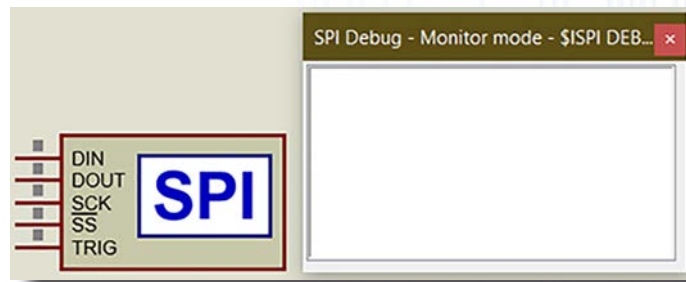 SPI Debug - Monitor mode - $ISPI DEB...
×
DIN
DOUT
SCK
SS
TRIG
SPI